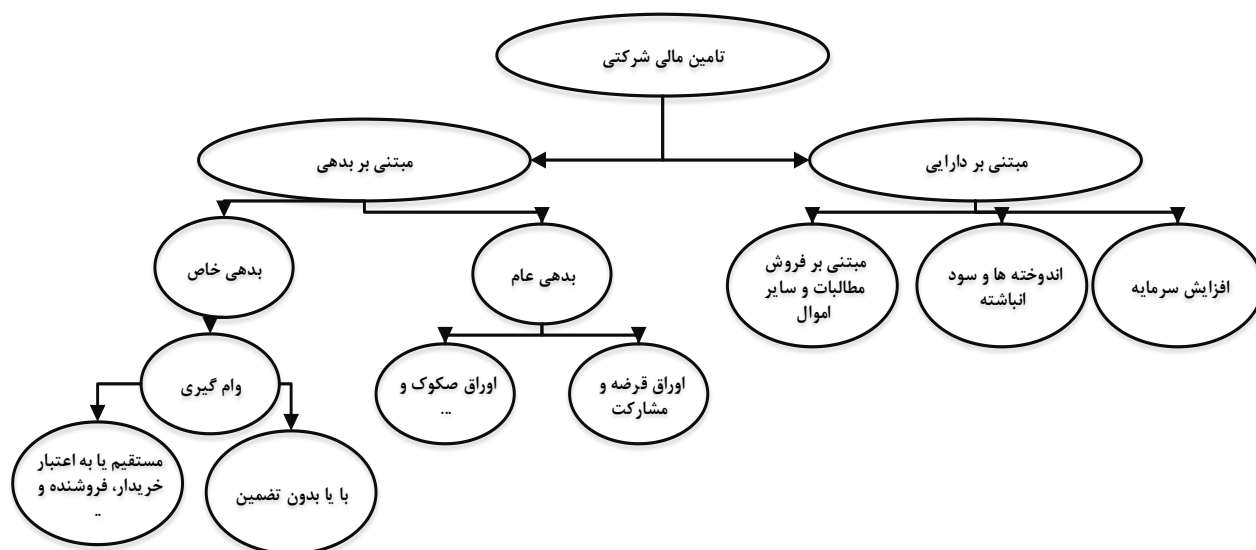 تامین مالی شرکتی
مبتنی بر دارایی
مبتنی بر بدهی
افزایش سرمایه
اندوخته ها و سود
انباشته
مبتنی بر فروش
مطالبات و سایر
اموال
بدهی عام
بدهی خاص
اوراق قرضه و
مشارکت
اوراق صکوک و
...
وام گیری
با یا بدون تضمین
مستقیم یا به اعتبار
خریدار، فروشنده و
..